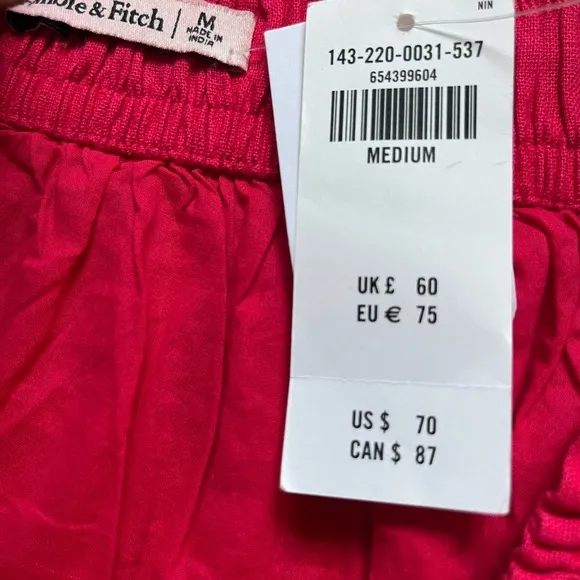 & Fitch
M
MADE IN
INDIA
NIN
143-220-0031-537
654399604
MEDIUM
UK £ 60
EU € 75
US $ 70
CAN $ 87